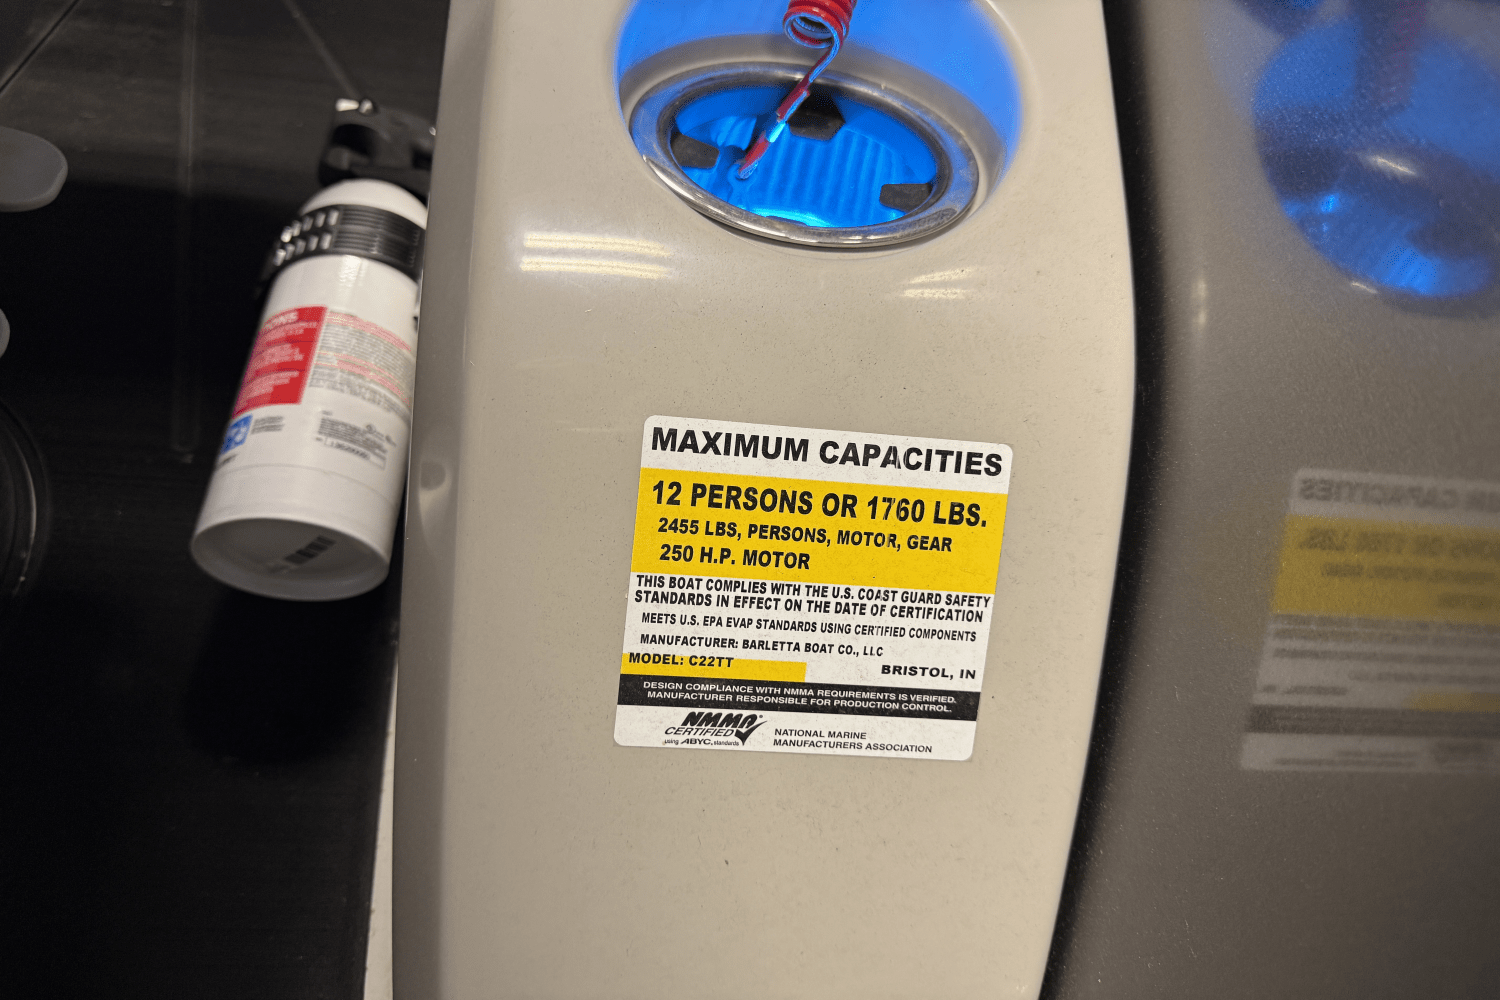 MAXIMUM CAPACITIES
12 PERSONS OR 1760 LBS.
2455 LBS, PERSONS, MOTOR, GEAR
250 H.P. MOTOR
THIS BOAT COMPLIES WITH THE U.S. COAST GUARD SAFETY
STANDARDS IN EFFECT ON THE DATE OF CERTIFICATION
MEETS U.S. EPA EVAP STANDARDS USING CERTIFIED COMPONENTS
MANUFACTURER: BARLETTA BOAT CO., LLC
MODEL: C22TT BRISTOL, IN
DESIGN COMPLIANCE WITH NMMA REQUIREMENTS IS VERIFIED.
MANUFACTURER RESPONSIBLE FOR PRODUCTION CONTROL.
NMMA
CERTIFIED
using ABYC standards
NATIONAL MARINE
MANUFACTURERS ASSOCIATION